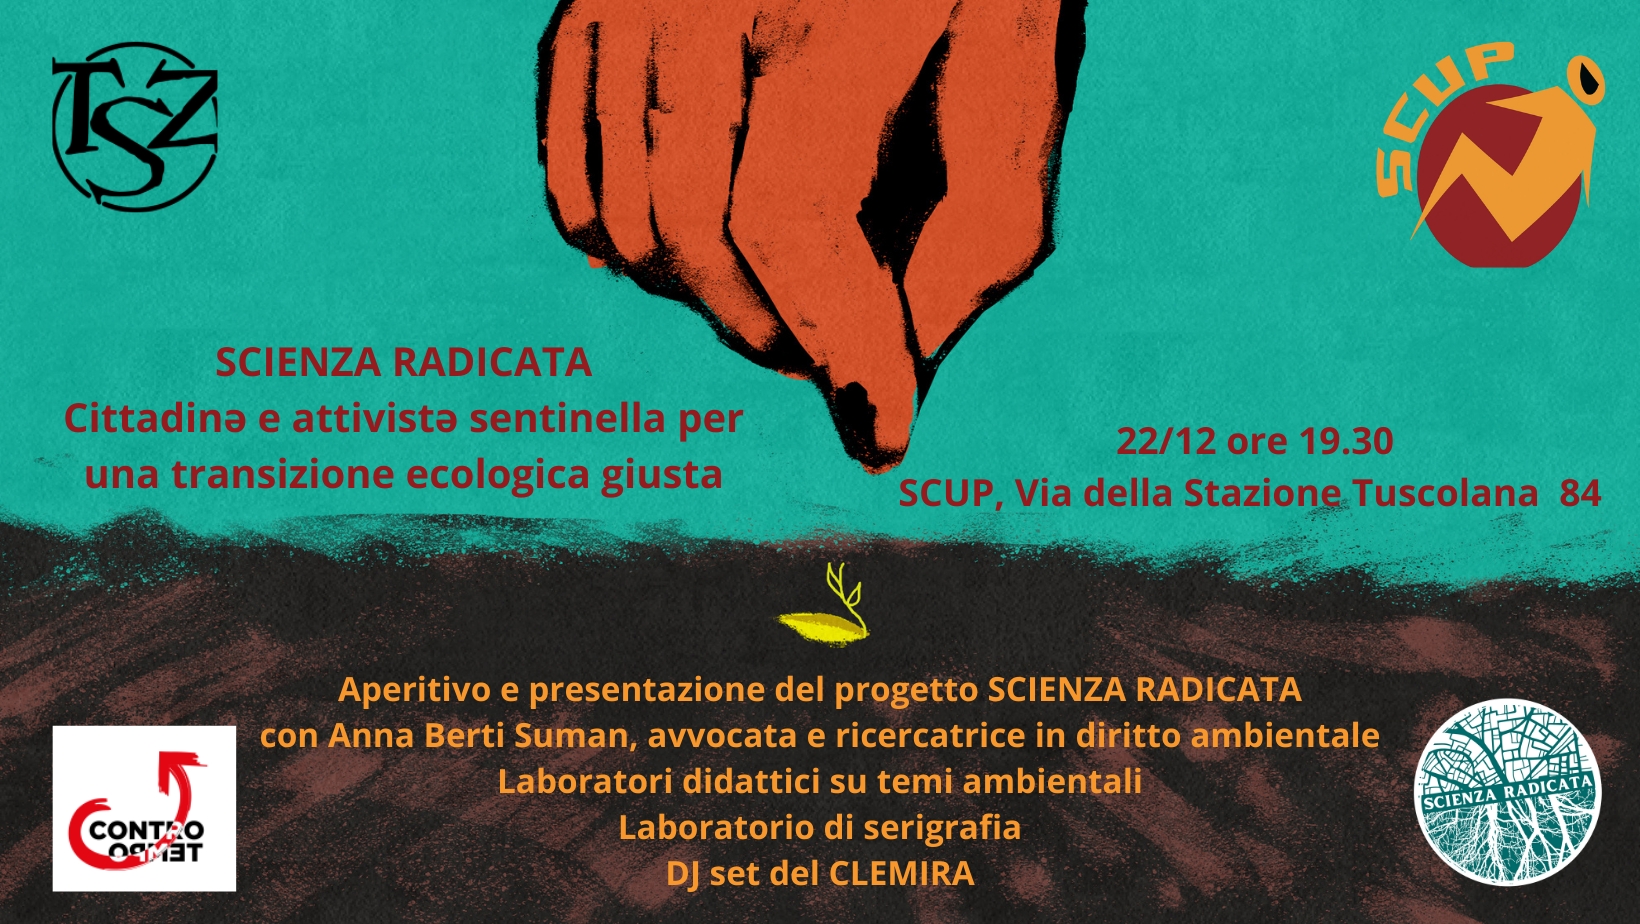 TSZ
SCUP
SCIENZA RADICATA
Cittadinə e attivistə sentinella per
una transizione ecologica giusta
22/12 ore 19.30
SCUP, Via della Stazione Tuscolana 84
Aperitivo e presentazione del progetto SCIENZA RADICATA
con Anna Berti Suman, avvocata e ricercatrice in diritto ambientale
Laboratori didattici su temi ambientali
Laboratorio di serigrafia
DJ set del CLEMIRA
CONTRO
TEMPO
SCIENZA RADICATA